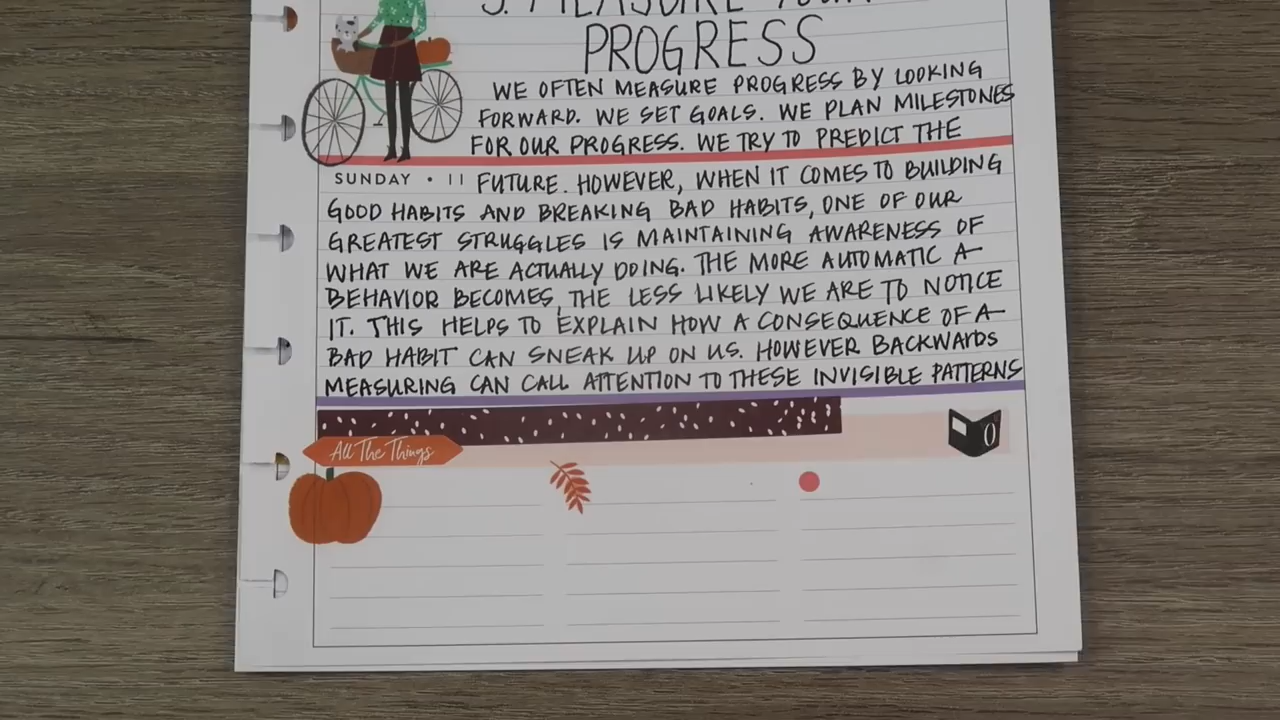 3. MEASURE YOUR
PROGRESS
WE OFTEN MEASURE PROGRESS BY LOOKING
FORWARD. WE SET GOALS. WE PLAN MILESTONES
FOR OUR PROGRESS. WE TRY TO PREDICT THE
SUNDAY • 11 FUTURE. HOWEVER, WHEN IT COMES TO BUILDING
GOOD HABITS AND BREAKING BAD HABITS, ONE OF OUR
GREATEST STRUGGLES IS MAINTAINING AWARENESS OF
WHAT WE ARE ACTUALLY DOING. THE MORE AUTOMATIC A
BEHAVIOR BECOMES, THE LESS LIKELY WE ARE TO NOTICE
IT. THIS HELPS TO EXPLAIN HOW A CONSEQUENCE OF A
BAD HABIT CAN SNEAK UP ON US. HOWEVER BACKWARDS
MEASURING CAN CALL ATTENTION TO THESE INVISIBLE PATTERNS
All The Things